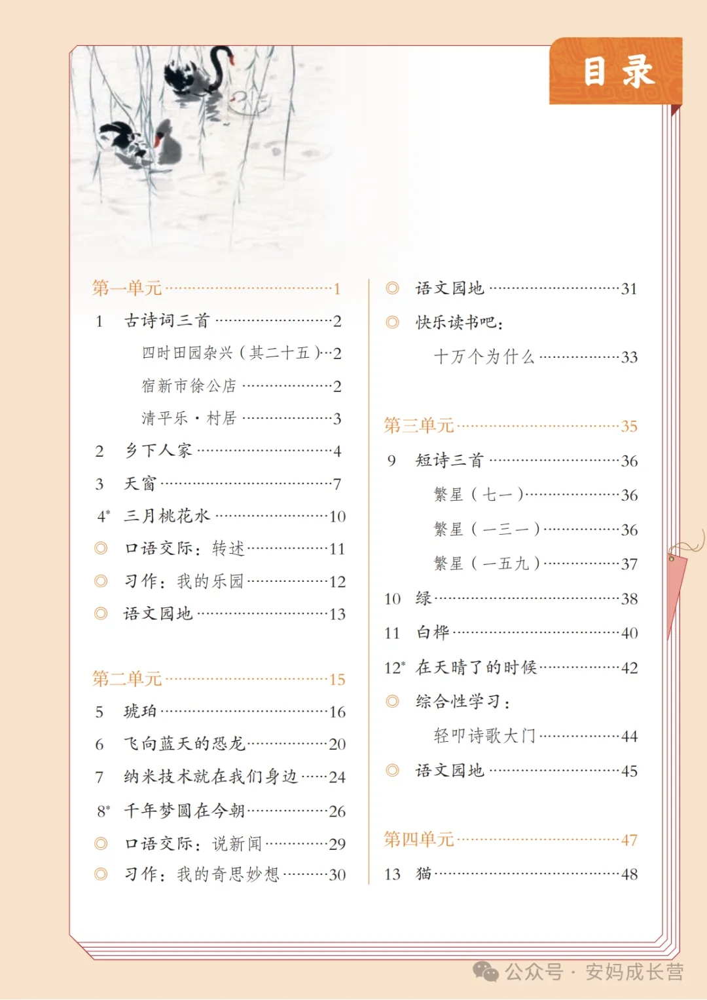 目录
第一单元……………………………1
1 古诗词三首……………………2
四时田园杂兴（其二十五）…2
宿新市徐公店………………2
清平乐·村居………………3
2 乡下人家………………………4
3 天窗……………………………7
4* 三月桃花水……………………10
◎ 口语交际：转述………………11
◎ 习作：我的乐园………………12
◎ 语文园地………………………13
第二单元……………………………15
5 琥珀……………………………16
6 飞向蓝天的恐龙………………20
7 纳米技术就在我们身边……24
8* 千年梦圆在今朝………………26
◎ 口语交际：说新闻…………29
◎ 习作：我的奇思妙想………30
◎ 语文园地………………………31
◎ 快乐读书吧：
十万个为什么………………33
第三单元……………………………35
9 短诗三首………………………36
繁星（七一）………………36
繁星（一三一）……………36
繁星（一五九）……………37
10 绿………………………………38
11 白桦……………………………40
12* 在天晴了的时候………………42
◎ 综合性学习：
轻叩诗歌大门………………44
◎ 语文园地………………………45
第四单元……………………………47
13 猫………………………………48
公众号·安妈成长营